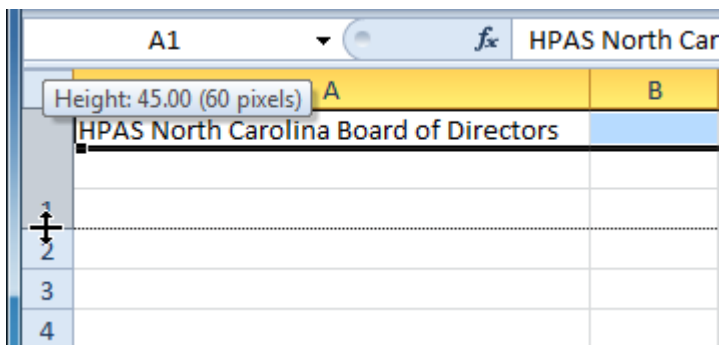 A1 fx HPAS North Car
Height: 45.00 (60 pixels) A B
HPAS North Carolina Board of Directors
1
2
3
4